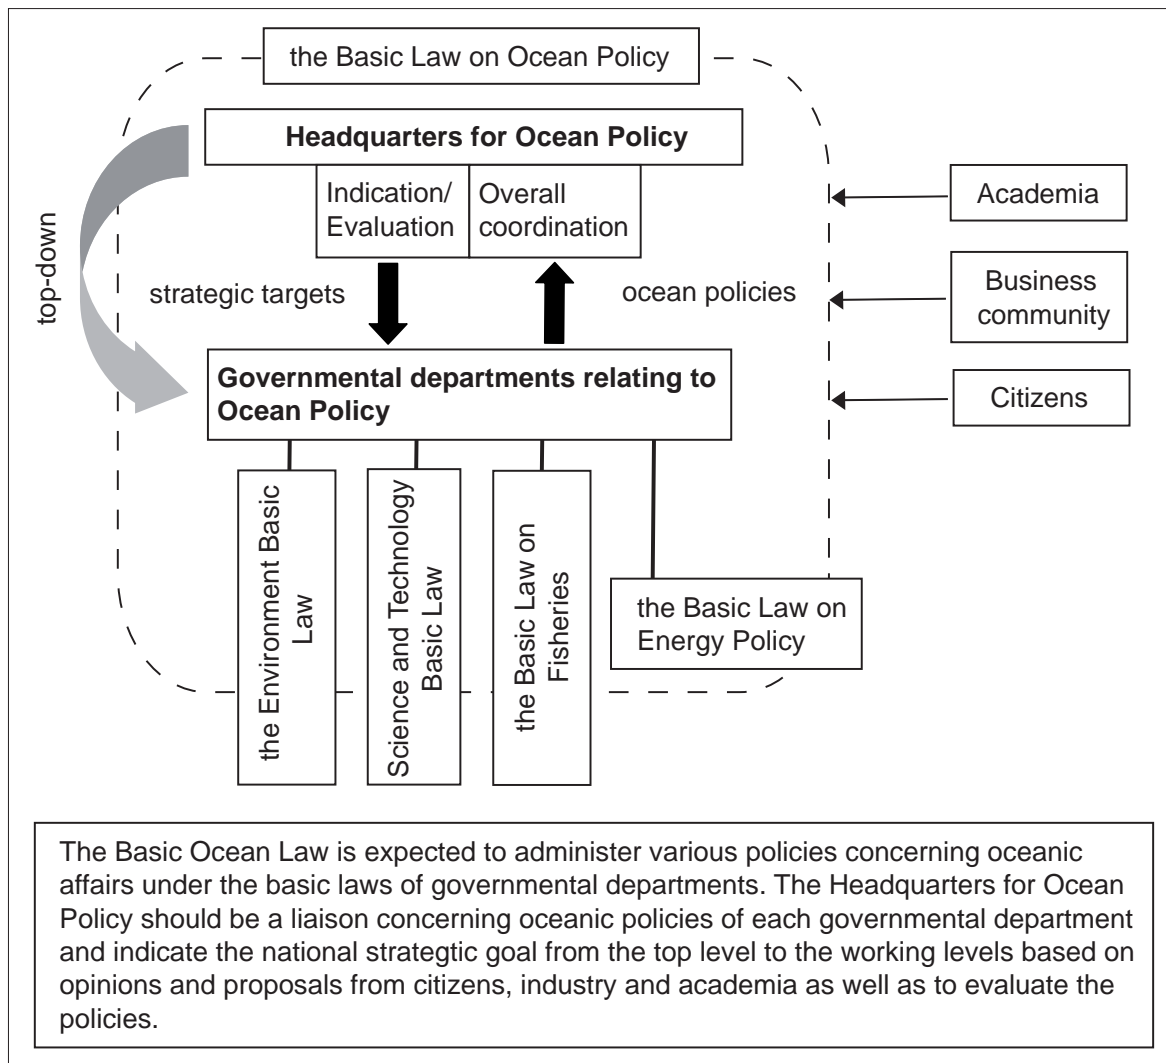 the Basic Law on Ocean Policy
Headquarters for Ocean Policy
Indication/
Evaluation
Overall
coordination
top-down
strategic targets
ocean policies
Academia
Business
community
Citizens
Governmental departments relating to
Ocean Policy
the Environment Basic
Law
Science and Technology
Basic Law
the Basic Law on
Fisheries
the Basic Law on
Energy Policy
The Basic Ocean Law is expected to administer various policies concerning oceanic
affairs under the basic laws of governmental departments. The Headquarters for Ocean
Policy should be a liaison concerning oceanic policies of each governmental department
and indicate the national strategtic goal from the top level to the working levels based on
opinions and proposals from citizens, industry and academia as well as to evaluate the
policies.